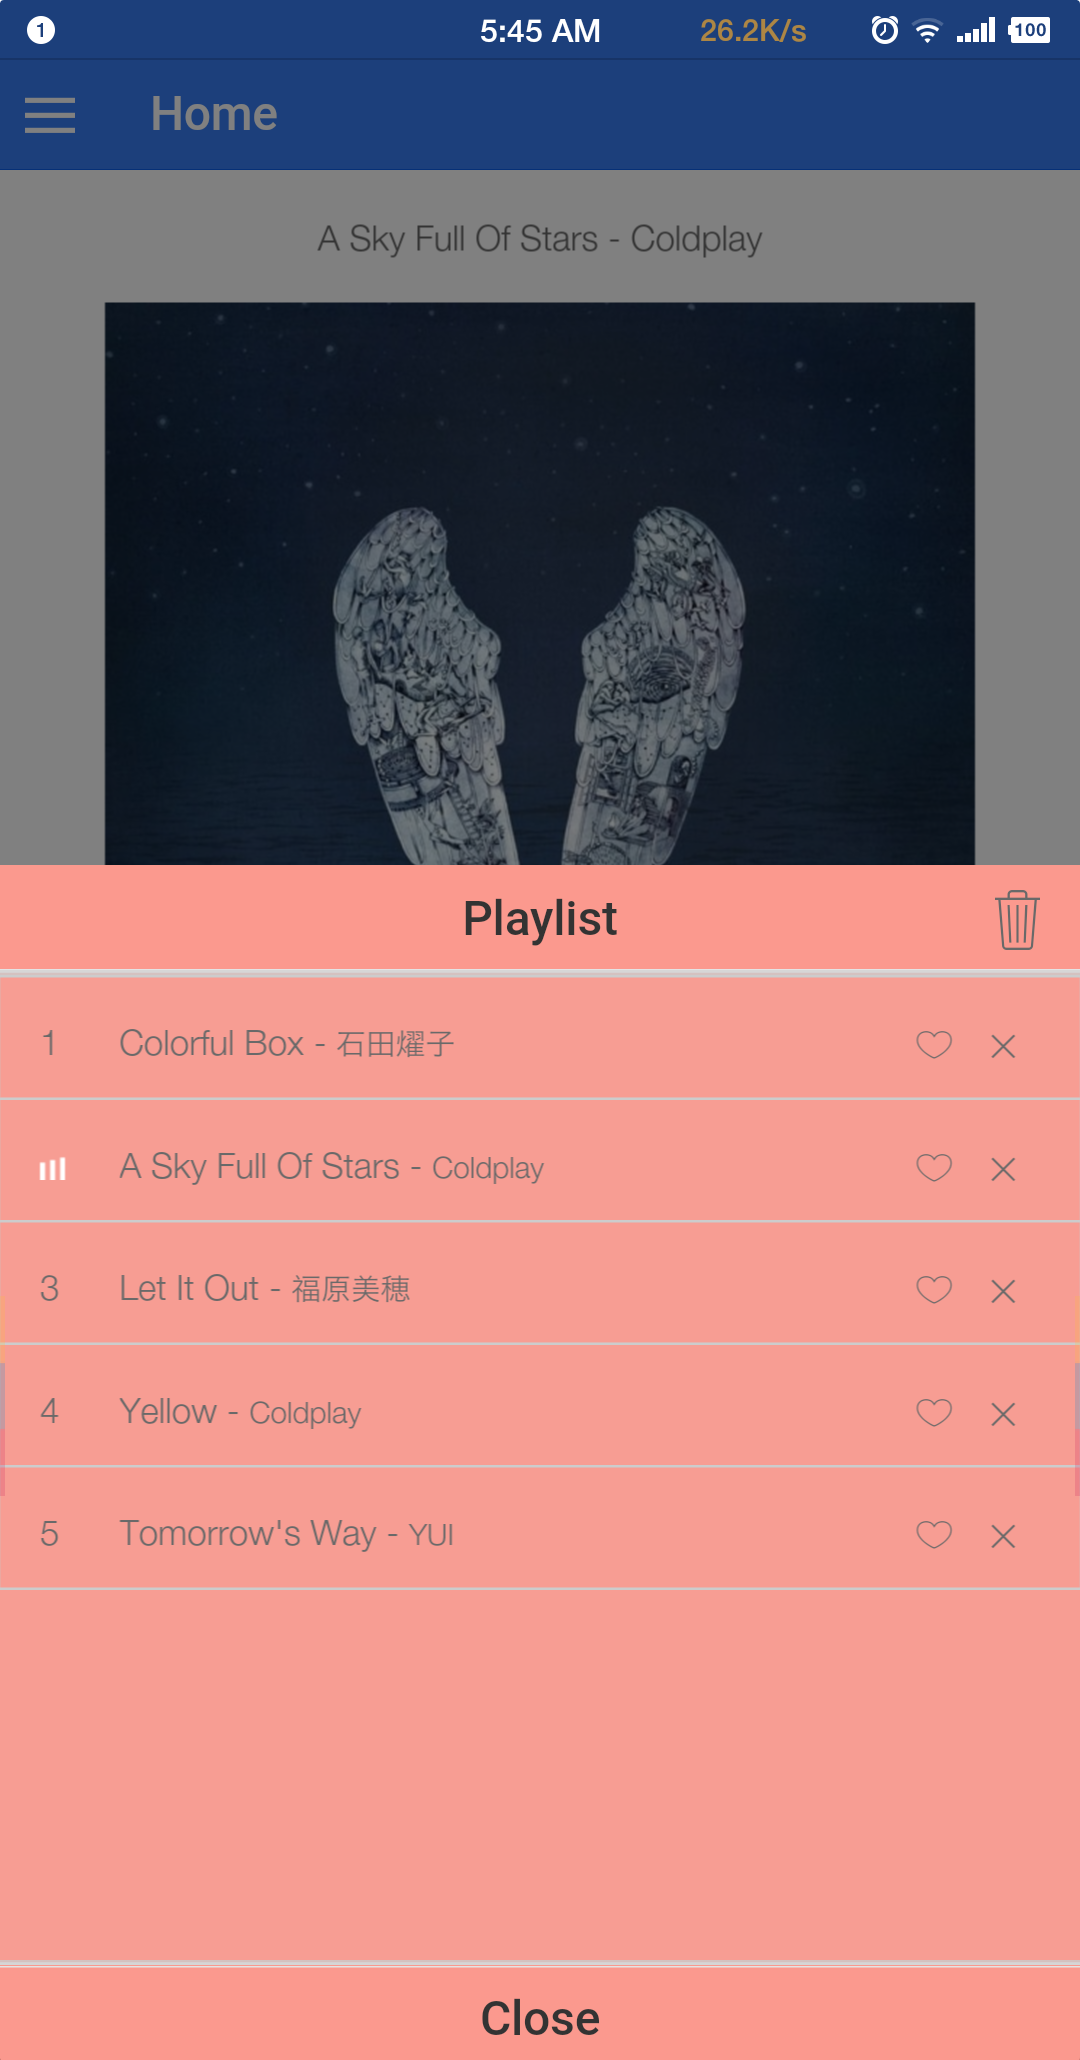 1 5:45 AM 26.2K/s 100
Home
A Sky Full Of Stars - Coldplay
Playlist
1 Colorful Box - 石田燿子
A Sky Full Of Stars - Coldplay
3 Let It Out - 福原美穂
4 Yellow - Coldplay
5 Tomorrow's Way - YUI
Close